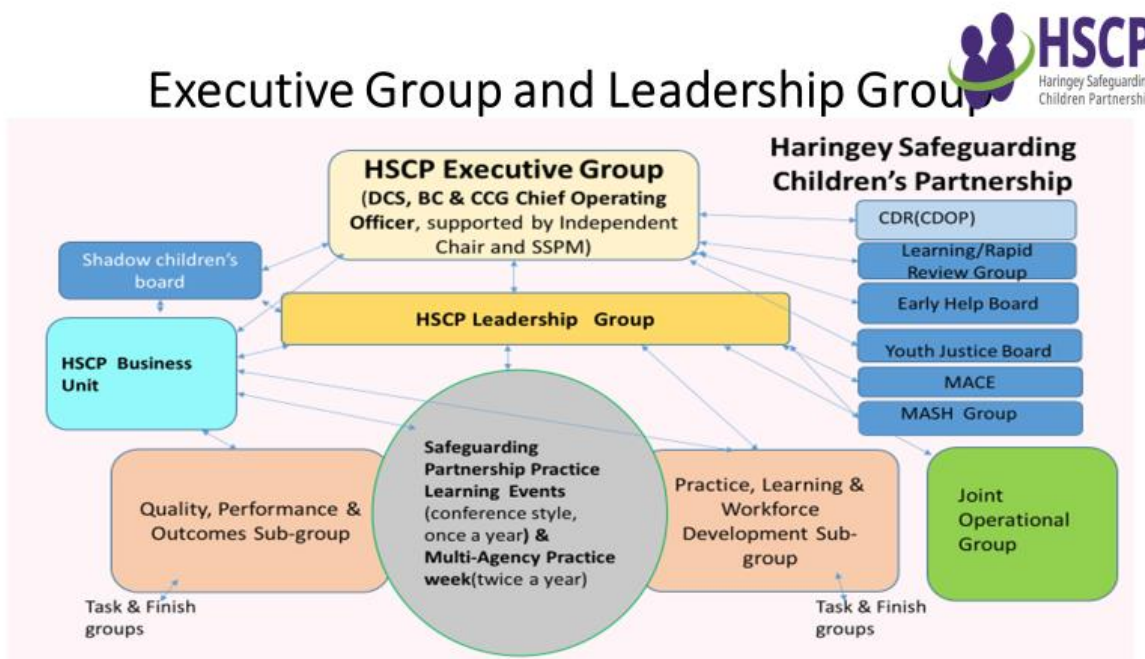 HSCP
Haringey Safeguarding
Children Partnership
Executive Group and Leadership Group
Haringey Safeguarding
Children's Partnership
HSCP Executive Group
(DCS, BC & CCG Chief Operating
Officer, supported by Independent
Chair and SSPM)
CDR(CDOP)
Learning/Rapid
Review Group
Early Help Board
Youth Justice Board
MACE
MASH Group
Shadow children's
board
HSCP Leadership Group
HSCP Business
Unit
Quality, Performance &
Outcomes Sub-group
Safeguarding
Partnership Practice
Learning Events
(conference style,
once a year) &
Multi-Agency Practice
week(twice a year)
Practice, Learning &
Workforce
Development Sub-
group
Joint
Operational
Group
Task & Finish
groups
Task & Finish
groups